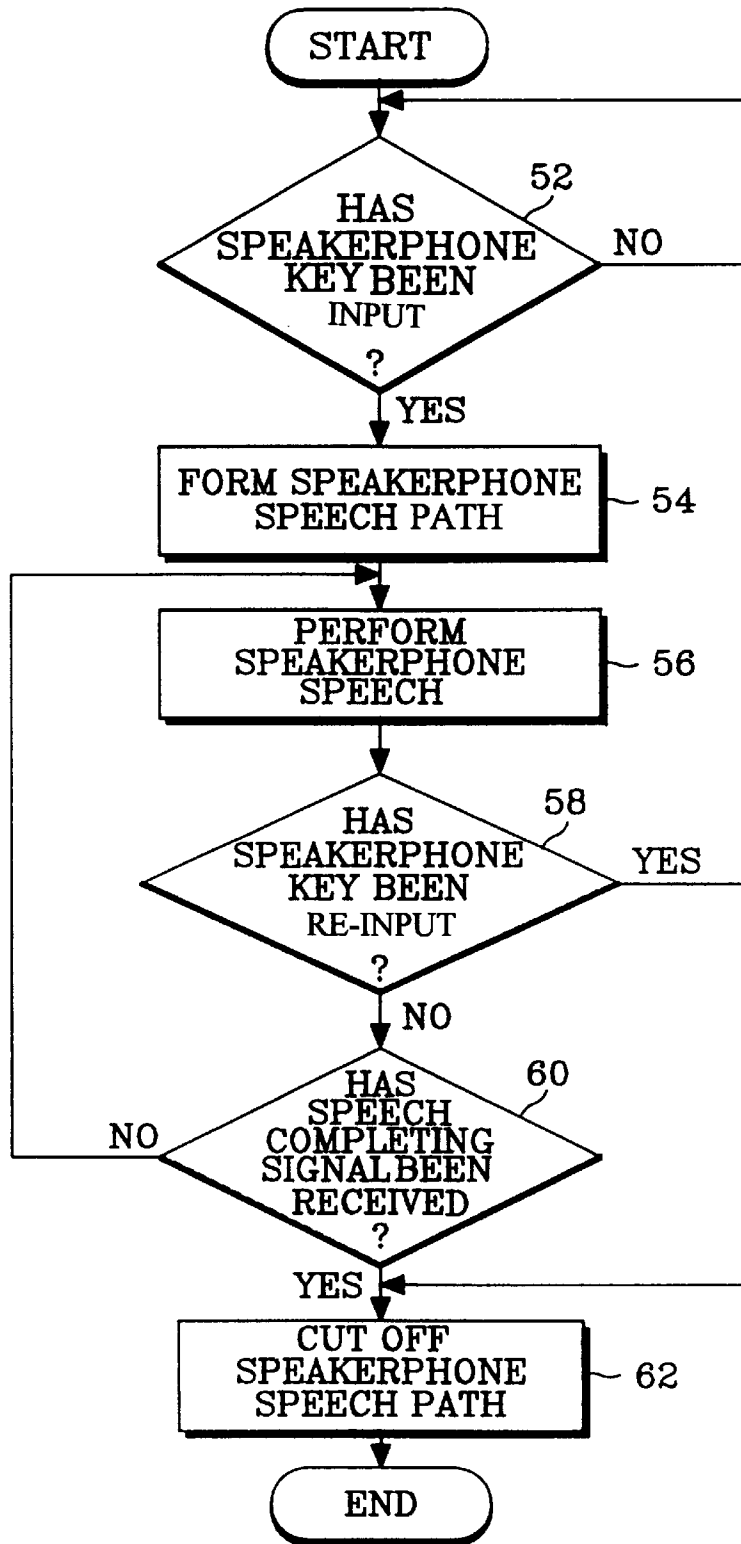 START
52
HAS
SPEAKERPHONE
KEY BEEN
INPUT
?
NO
YES
FORM SPEAKERPHONE
SPEECH PATH
54
PERFORM
SPEAKERPHONE
SPEECH
56
58
HAS
SPEAKERPHONE
KEY BEEN
RE-INPUT
?
YES
NO
60
HAS
SPEECH
COMPLETING
SIGNAL BEEN
RECEIVED
?
NO
YES
CUT OFF
SPEAKERPHONE
SPEECH PATH
62
END